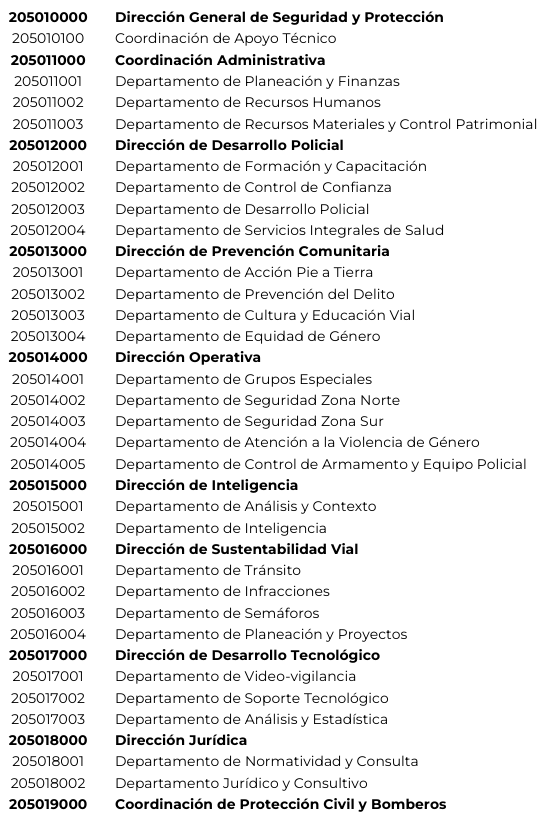 205010000 Dirección General de Seguridad y Protección
205010100 Coordinación de Apoyo Técnico
205011000 Coordinación Administrativa
205011001 Departamento de Planeación y Finanzas
205011002 Departamento de Recursos Humanos
205011003 Departamento de Recursos Materiales y Control Patrimonial
205012000 Dirección de Desarrollo Policial
205012001 Departamento de Formación y Capacitación
205012002 Departamento de Control de Confianza
205012003 Departamento de Desarrollo Policial
205012004 Departamento de Servicios Integrales de Salud
205013000 Dirección de Prevención Comunitaria
205013001 Departamento de Acción Pie a Tierra
205013002 Departamento de Prevención del Delito
205013003 Departamento de Cultura y Educación Vial
205013004 Departamento de Equidad de Género
205014000 Dirección Operativa
205014001 Departamento de Grupos Especiales
205014002 Departamento de Seguridad Zona Norte
205014003 Departamento de Seguridad Zona Sur
205014004 Departamento de Atención a la Violencia de Género
205014005 Departamento de Control de Armamento y Equipo Policial
205015000 Dirección de Inteligencia
205015001 Departamento de Análisis y Contexto
205015002 Departamento de Inteligencia
205016000 Dirección de Sustentabilidad Vial
205016001 Departamento de Tránsito
205016002 Departamento de Infracciones
205016003 Departamento de Semáforos
205016004 Departamento de Planeación y Proyectos
205017000 Dirección de Desarrollo Tecnológico
205017001 Departamento de Video-vigilancia
205017002 Departamento de Soporte Tecnológico
205017003 Departamento de Análisis y Estadística
205018000 Dirección Jurídica
205018001 Departamento de Normatividad y Consulta
205018002 Departamento Jurídico y Consultivo
205019000 Coordinación de Protección Civil y Bomberos